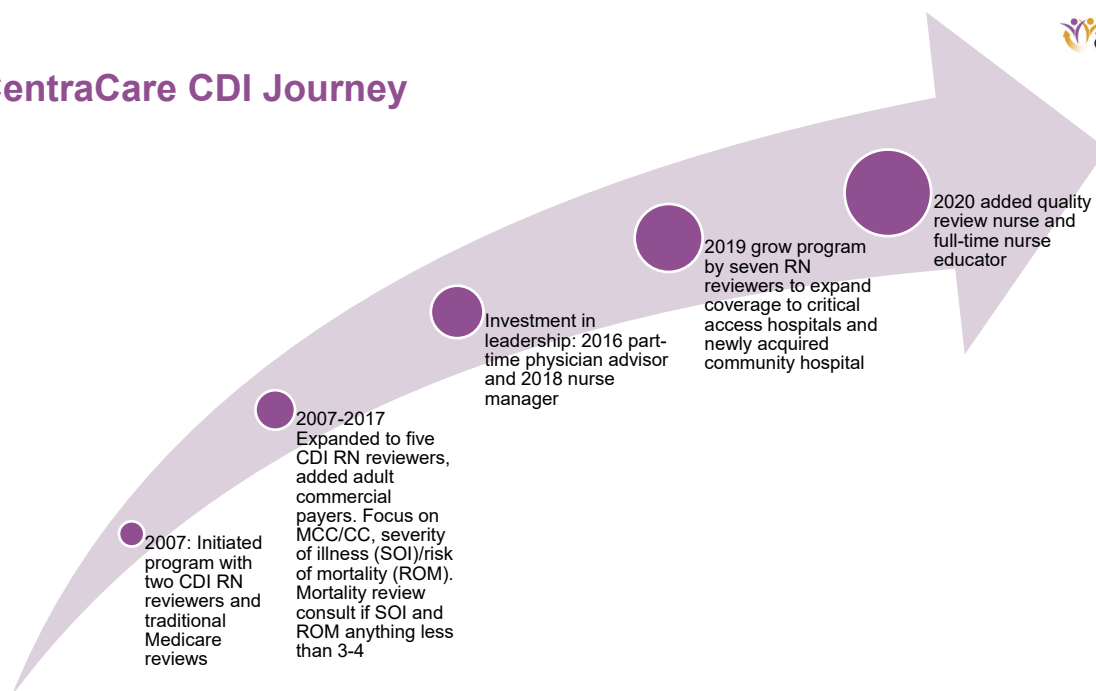 entraCare CDI Journey
2007: Initiated
program with
two CDI RN
reviewers and
traditional
Medicare
reviews
2007-2017
Expanded to five
CDI RN reviewers,
added adult
commercial
payers. Focus on
MCC/CC, severity
of illness (SOI)/risk
of mortality (ROM).
Mortality review
consult if SOI and
ROM anything less
than 3-4
Investment in
leadership: 2016 part-
time physician advisor
and 2018 nurse
manager
2019 grow program
by seven RN
reviewers to expand
coverage to critical
access hospitals and
newly acquired
community hospital
2020 added quality
review nurse and
full-time nurse
educator